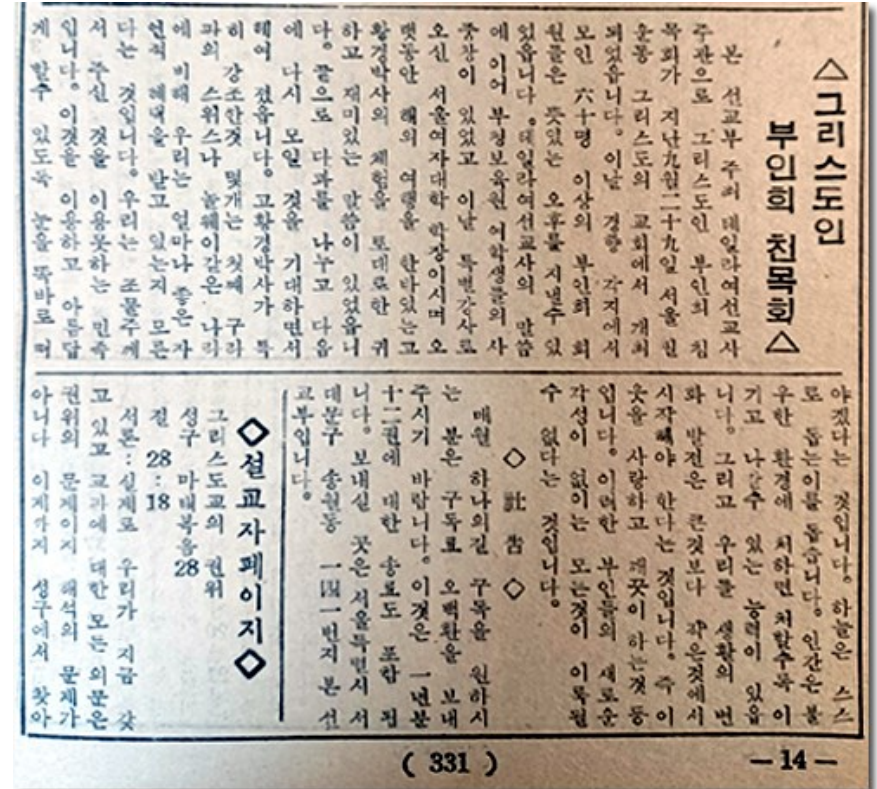 △그리스도인
부인회 친목회△
본 선교부 주최 데일라여선교사
주관으로 그리스도인 부인회 친
목회가 지난九월二十九일 서울
운동 그리스도의 교회에서 개최
되었읍니다. 이날 경향 각지에서
모인 六十명 이상의 부인회 회
원들은 뜻있는 오후를 지낼수 있
었읍니다. 데일라여선교사의 말씀
에 이어 부청보육원 여학생들의 사
중창이 있었고 이날 특별강사로
오신 서울여자대학 학장이시며 오
랫동안 해외 여행을 한바있는고
황경박사의 체험을 토대로한 귀
하고 재미있는 말씀이 있었읍니
다. 끝으로 다과를 나누고 다음
에 다시 모일 것을 기대하면서
헤여 졌읍니다. 고황경박사가 특
히 강조한것 몇개는 첫째 구라
파의 스위스나 놀웨이같은 나라
에 비해 우리는 얼마나 좋은 자
연적 혜택을 받고 있는지 모른
다는 것입니다. 우리는 조물주께
서 주신 것을 이용못하는 민족
입니다. 이것을 이용하고 아름답
게 할수 있도록 눈을 똑바로 떠
야겠다는 것입니다. 하늘은 스스
로 돕는이를 돕습니다. 인간은 불
우한 환경에 처하면 처할수록 이
기고 나갈수 있는 능력이 있읍
니다. 그리고 우리들 생활의 변
화 발전은 큰것보다 작은것에서
시작해야 한다는 것입니다. 즉 이
웃을 사랑하고 깨끗이 하는것 등
입니다. 이러한 부인들의 새로운
각성이 없이는 모든것이 이룩될
수 없다는 것입니다.
◇ 社告 ◇
매월 하나의길 구독을 원하시
는 분은 구독료 오백환을 보내
주시기 바랍니다. 이것은 一년분
十二권에 대한 송료도 포함 됩
니다. 보내실 곳은 서울특별시 서
대문구 송원동 一四一번지 본 선
교부입니다.
◇설교자페이지◇
그리스도교의 권위
성구 마태복음 28
절 28:18
서론: 실제로 우리가 지금 갖
고 있고 교과에 대한 모든 의문은
권위의 문제이지 해석의 문제가
아니다 이제까지 성구에서 찾아
( 331 )
— 14 —